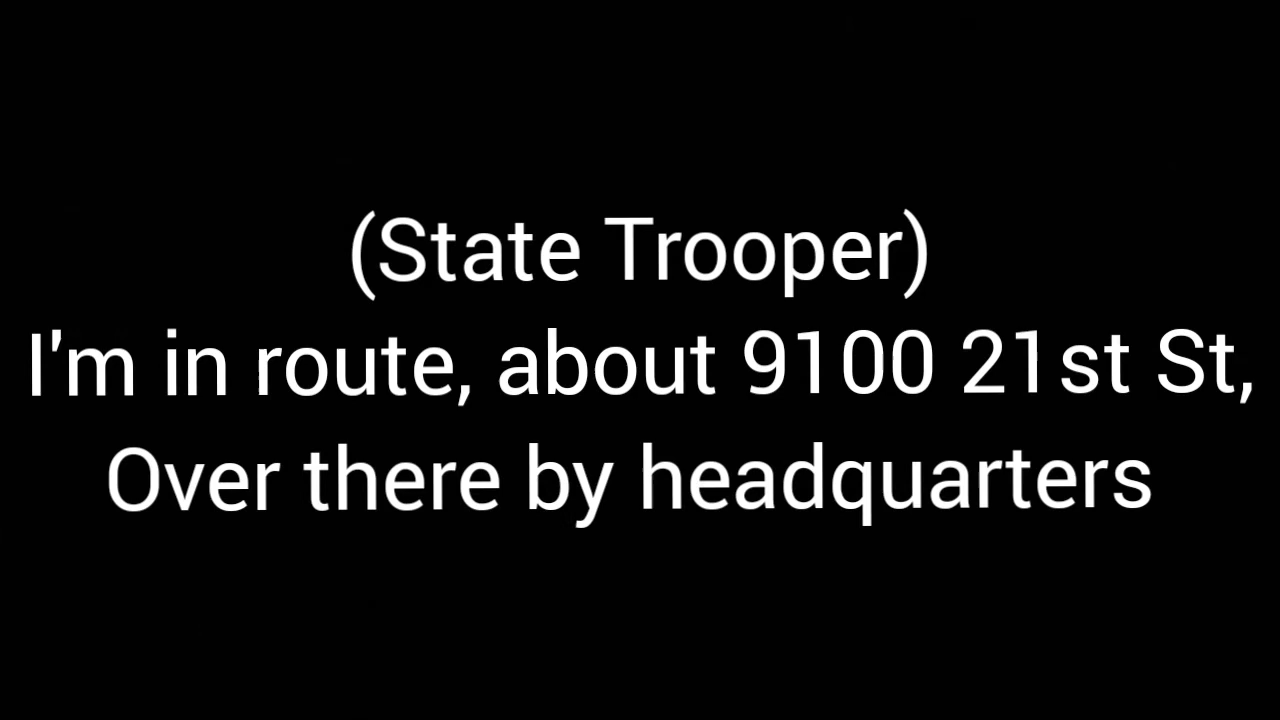 (State Trooper)
I'm in route, about 9100 21st St,
Over there by headquarters